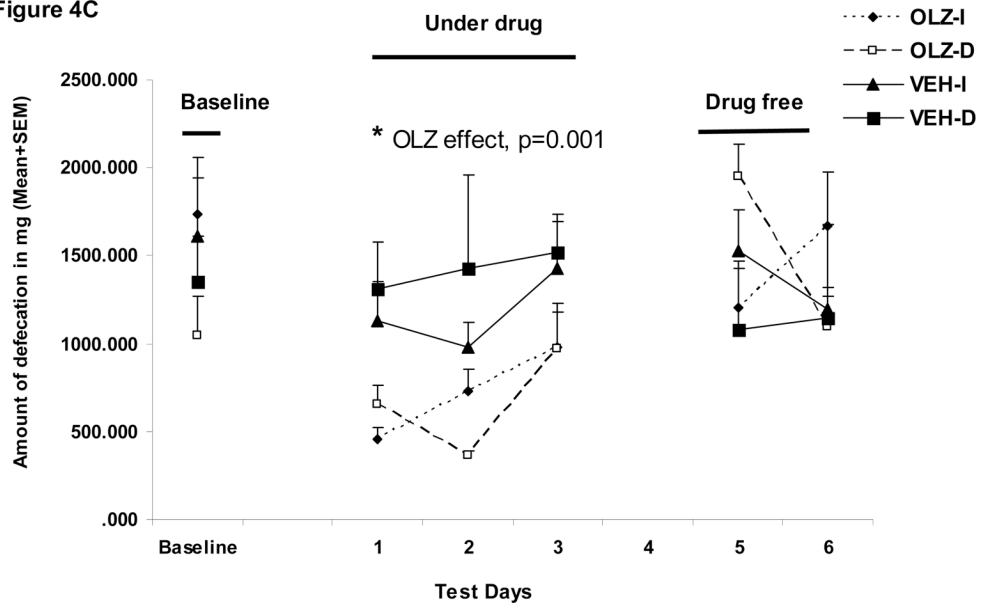 Figure 4C
Under drug
OLZ-I
OLZ-D
VEH-I
VEH-D
Baseline
Drug free
* OLZ effect, p=0.001
Amount of defecation in mg (Mean+SEM)
2500.000
2000.000
1500.000
1000.000
500.000
.000
Baseline 1 2 3 4 5 6
Test Days